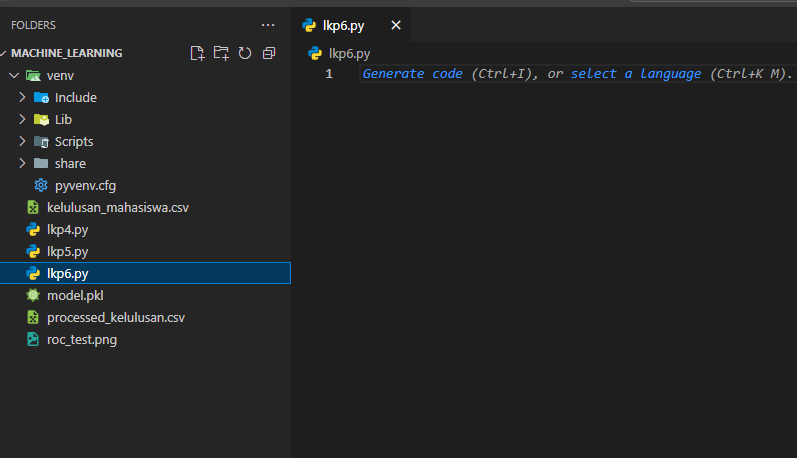 FOLDERS
MACHINE_LEARNING
venv
Include
Lib
Scripts
share
pyvenv.cfg
kelulusan_mahasiswa.csv
lkp4.py
lkp5.py
lkp6.py
model.pkl
processed_kelulusan.csv
roc_test.png
lkp6.py
lkp6.py
1 Generate code (Ctrl+I), or select a language (Ctrl+K M).